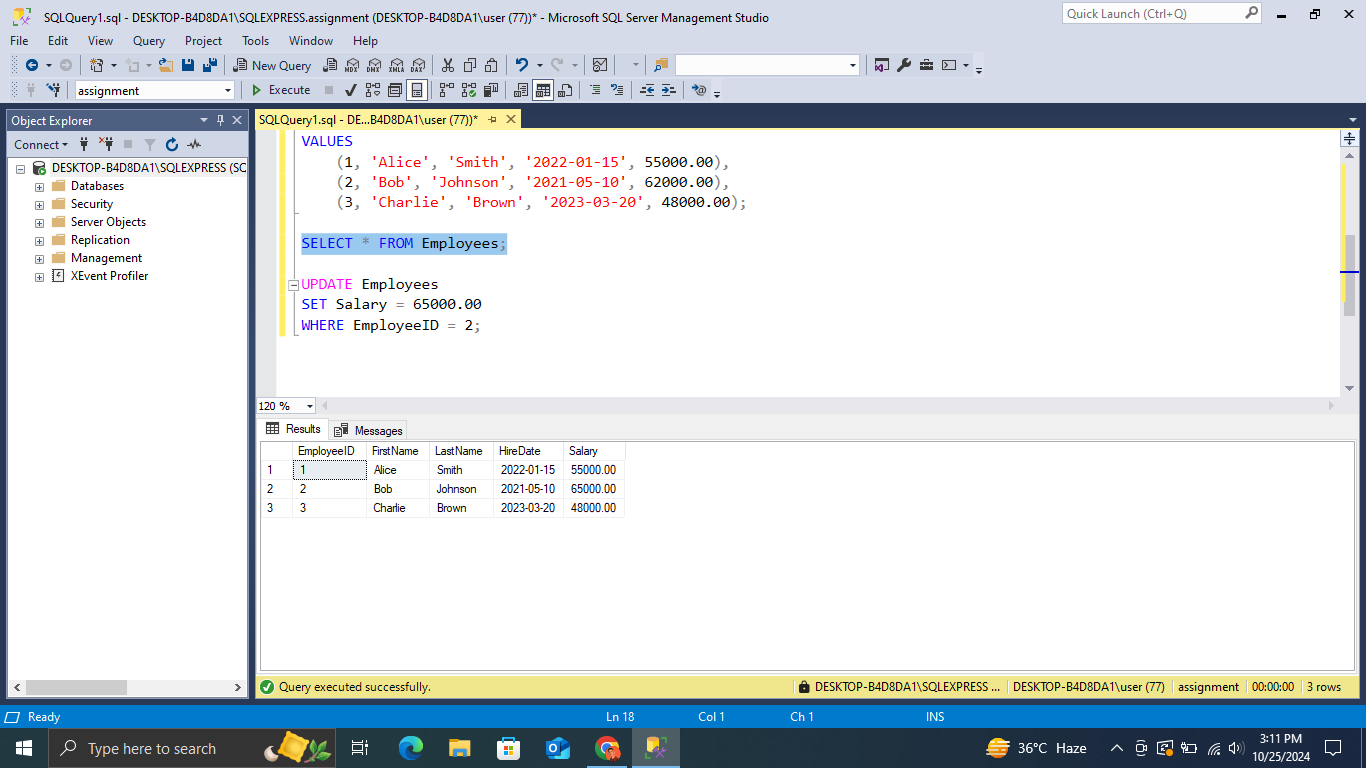 SQLQuery1.sql - DESKTOP-B4D8DA1\SQLEXPRESS.assignment (DESKTOP-B4D8DA1\user (77))* - Microsoft SQL Server Management Studio
Quick Launch (Ctrl+Q)
File Edit View Query Project Tools Window Help
New Query MDX DMX XMLA DAX
assignment Execute
Object Explorer
SQLQuery1.sql - DE...B4D8DA1\user (77))*
Connect
DESKTOP-B4D8DA1\SQLEXPRESS (SQ
Databases
Security
Server Objects
Replication
Management
XEvent Profiler
VALUES
(1, 'Alice', 'Smith', '2022-01-15', 55000.00),
(2, 'Bob', 'Johnson', '2021-05-10', 62000.00),
(3, 'Charlie', 'Brown', '2023-03-20', 48000.00);
SELECT * FROM Employees;
UPDATE Employees
SET Salary = 65000.00
WHERE EmployeeID = 2;
120 %
Results Messages
EmployeeID FirstName LastName HireDate Salary
1 1 Alice Smith 2022-01-15 55000.00
2 2 Bob Johnson 2021-05-10 65000.00
3 3 Charlie Brown 2023-03-20 48000.00
Query executed successfully. DESKTOP-B4D8DA1\SQLEXPRESS ... DESKTOP-B4D8DA1\user (77) assignment 00:00:00 3 rows
Ready Ln 18 Col 1 Ch 1 INS
Type here to search
36°C Haze
3:11 PM
10/25/2024